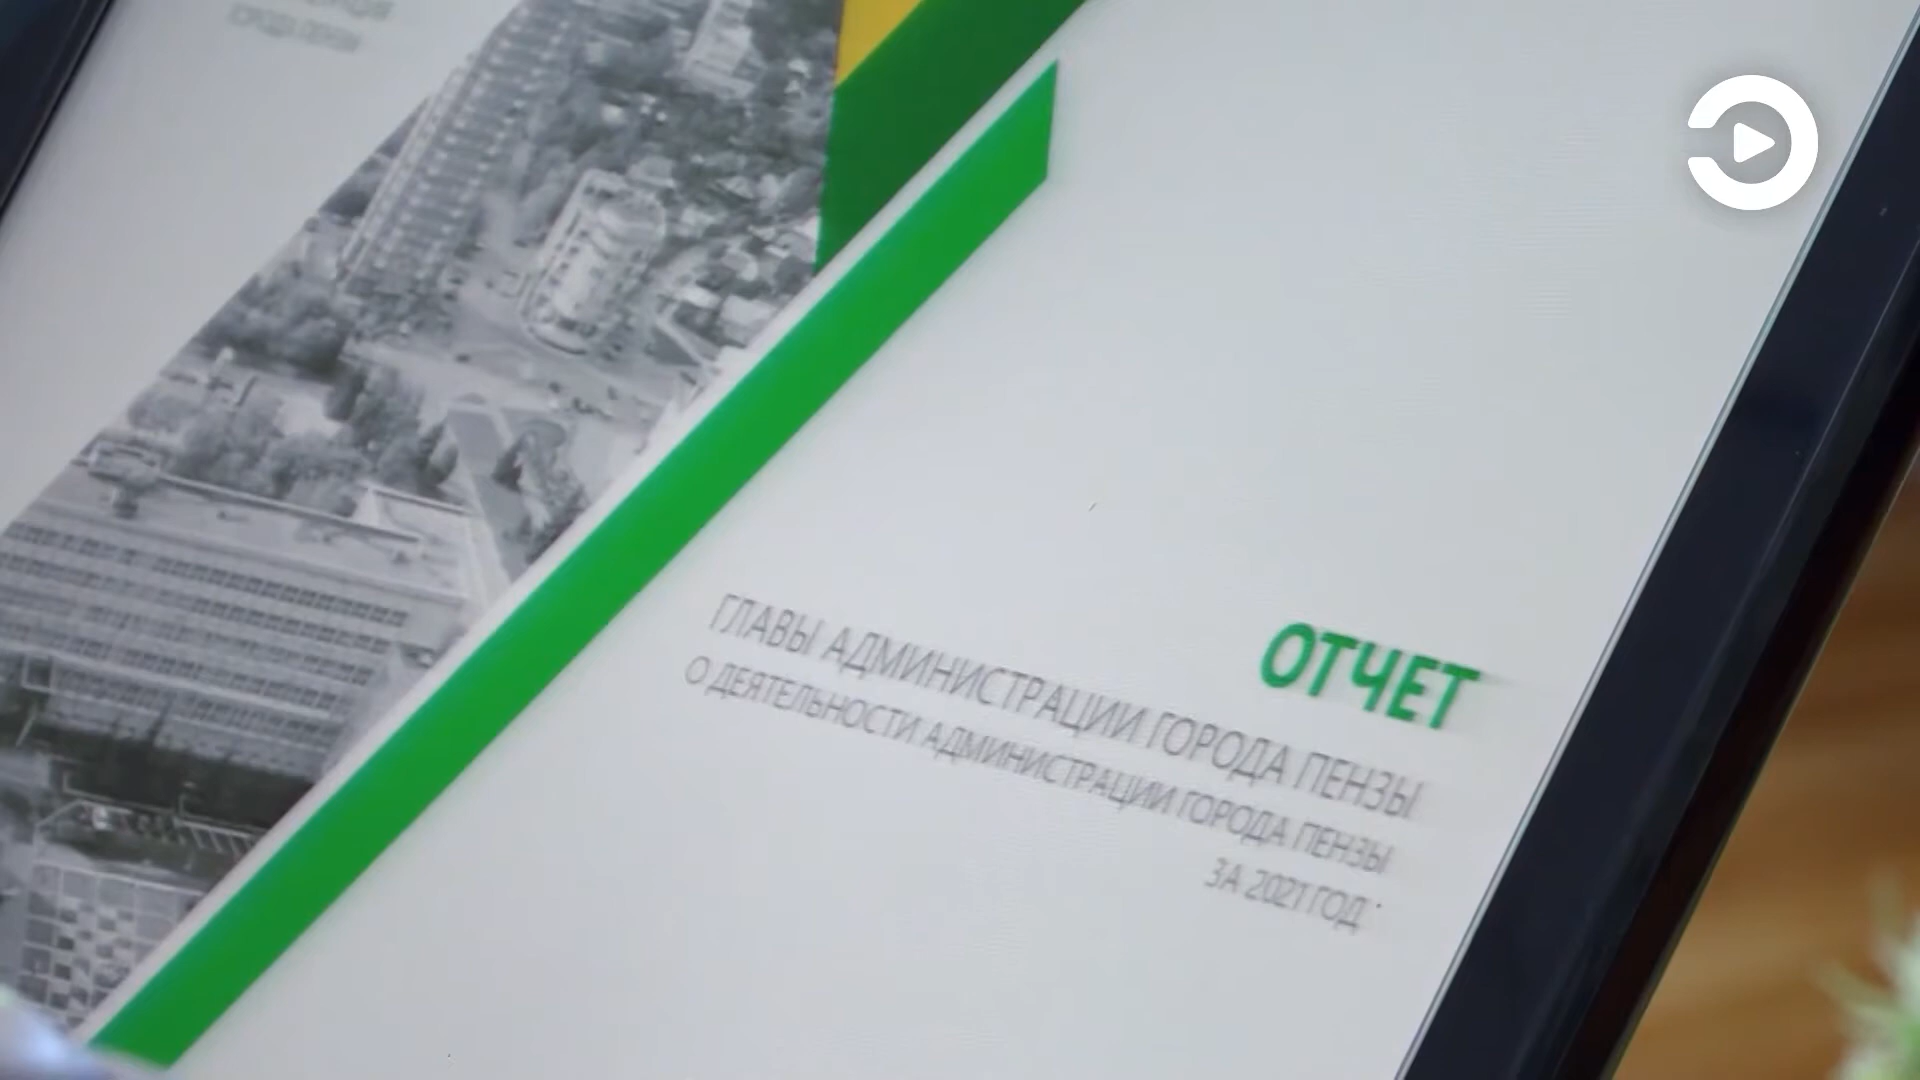 ОТЧЕТ
ГЛАВЫ АДМИНИСТРАЦИИ ГОРОДА ПЕНЗЫ
О ДЕЯТЕЛЬНОСТИ АДМИНИСТРАЦИИ ГОРОДА ПЕНЗЫ
ЗА 2021 ГОД